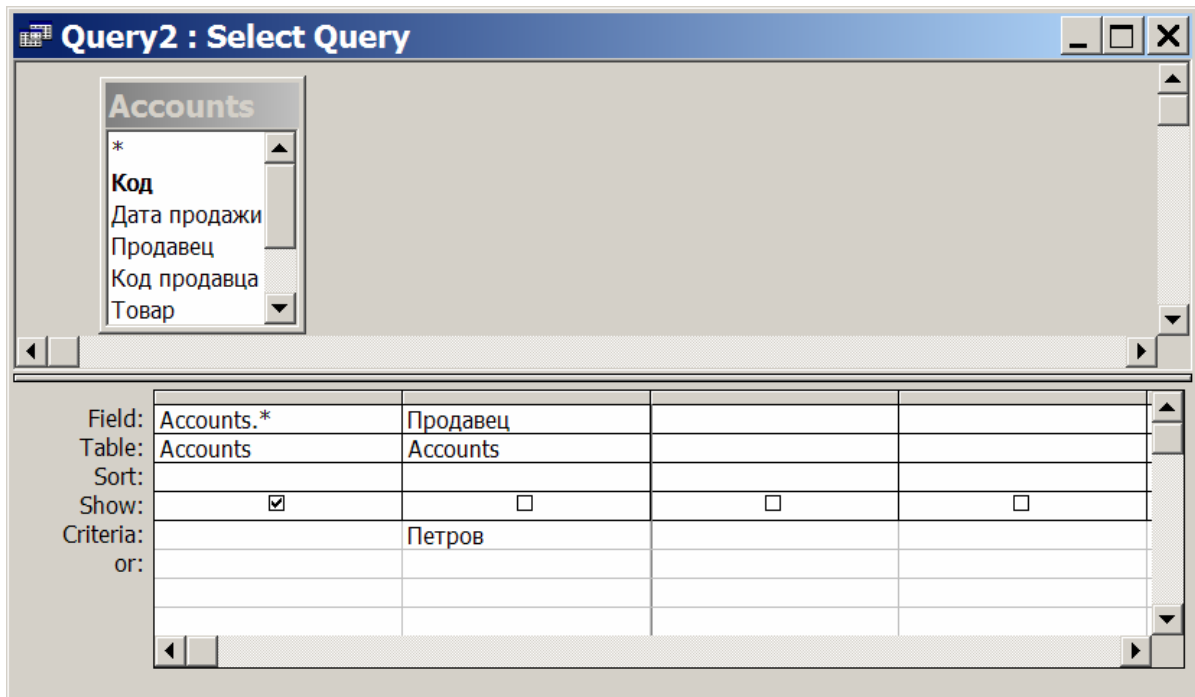 Query2 : Select Query
Accounts
*
Код
Дата продажи
Продавец
Код продавца
Товар
Field: Accounts.* Продавец
Table: Accounts Accounts
Sort:
Show:
Criteria: Петров
or: